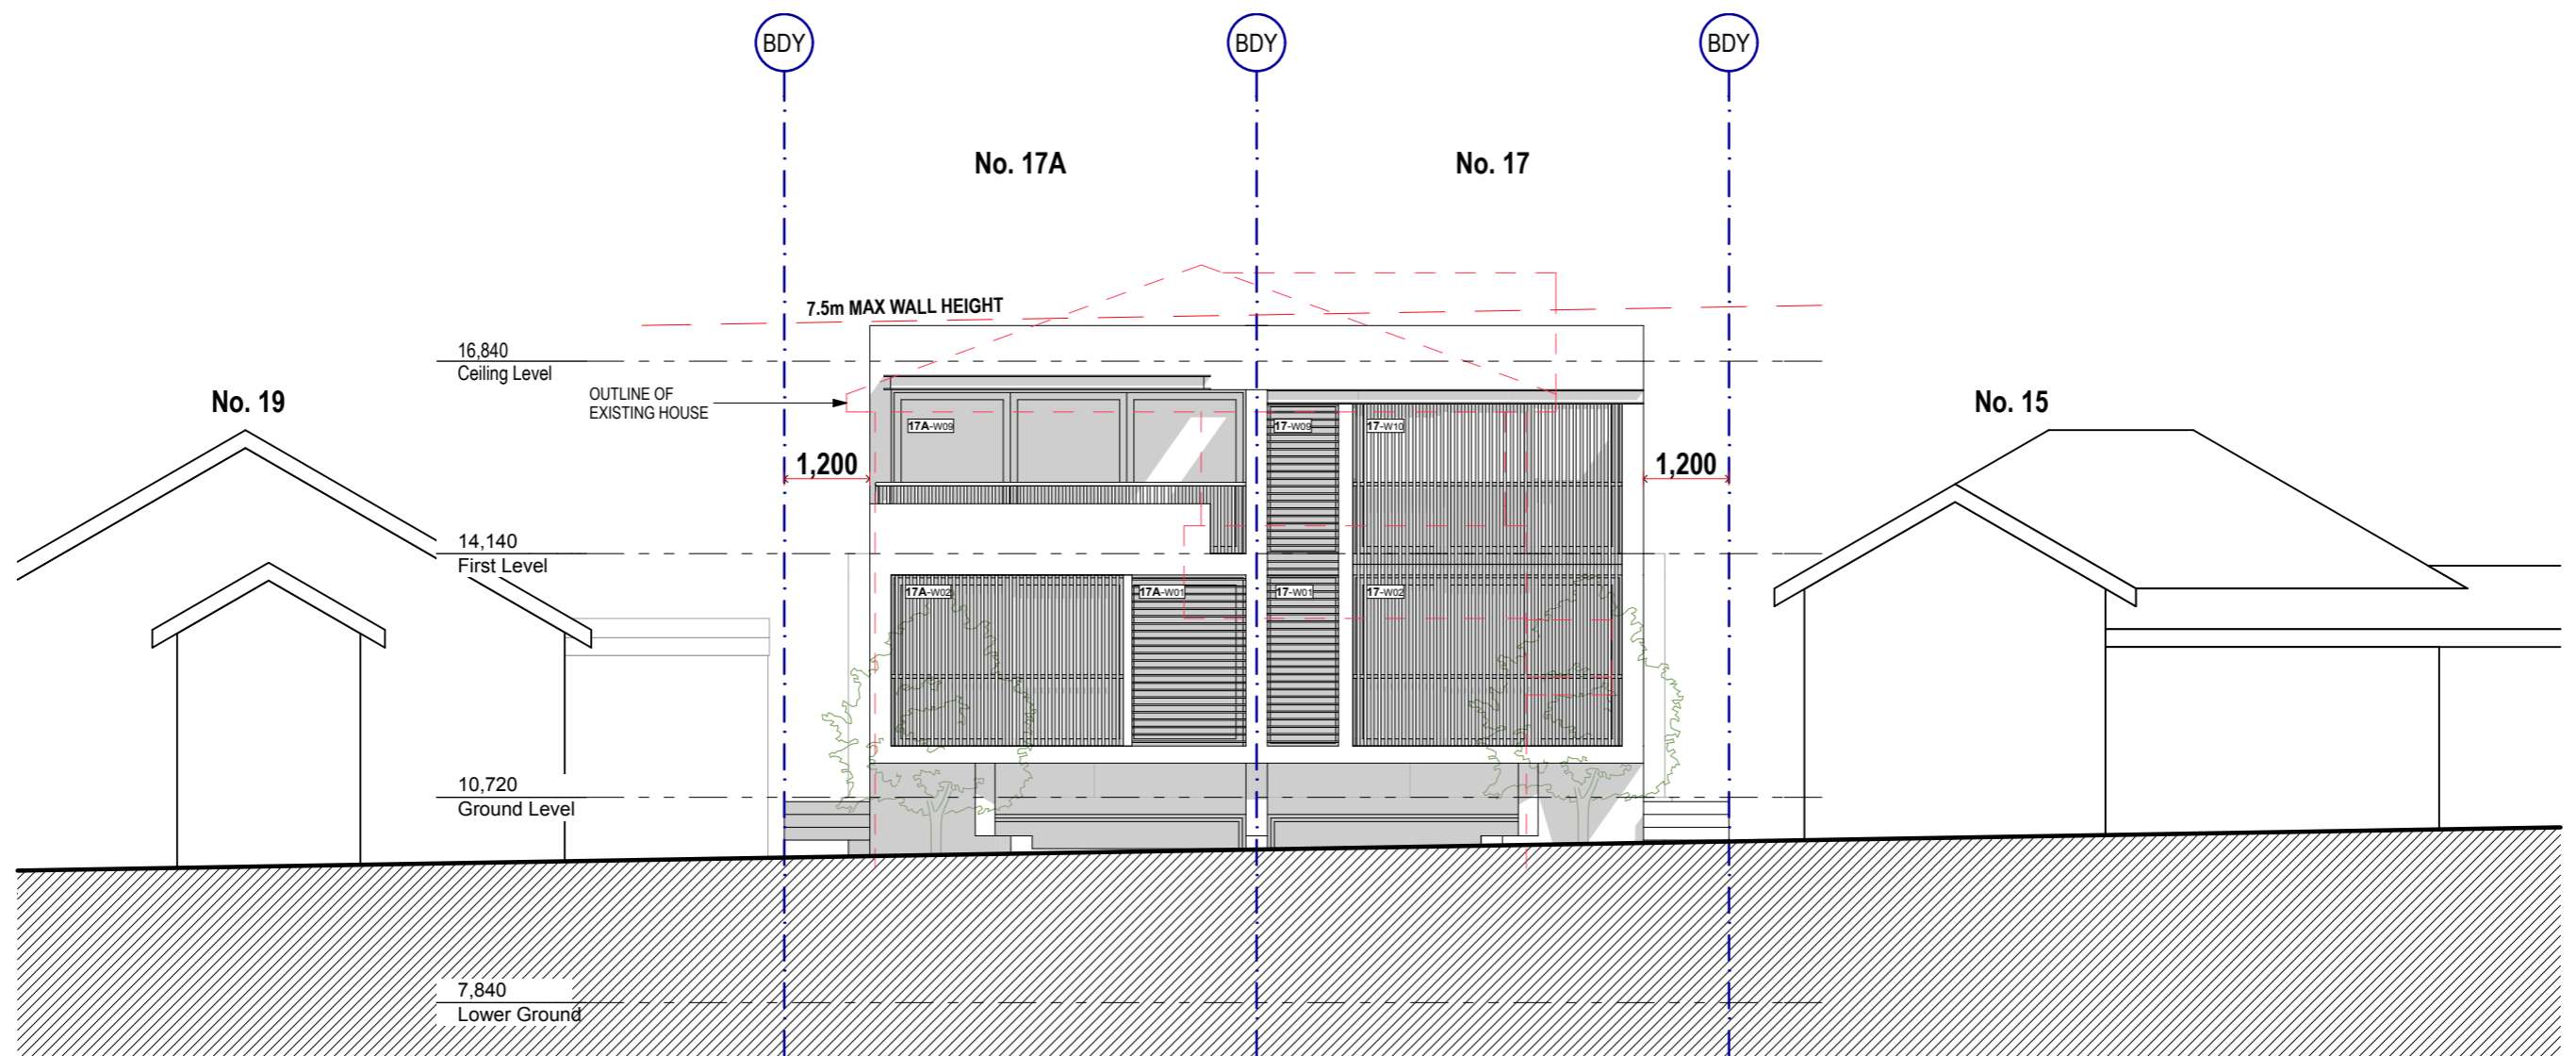 BDY
BDY
BDY
No. 17A
No. 17
7.5m MAX WALL HEIGHT
16,840
Ceiling Level
OUTLINE OF
EXISTING HOUSE
No. 19
No. 15
17A-W09
17-W09
17-W10
1,200
1,200
14,140
First Level
17A-W02
17A-W01
17-W01
17-W02
10,720
Ground Level
7,840
Lower Ground